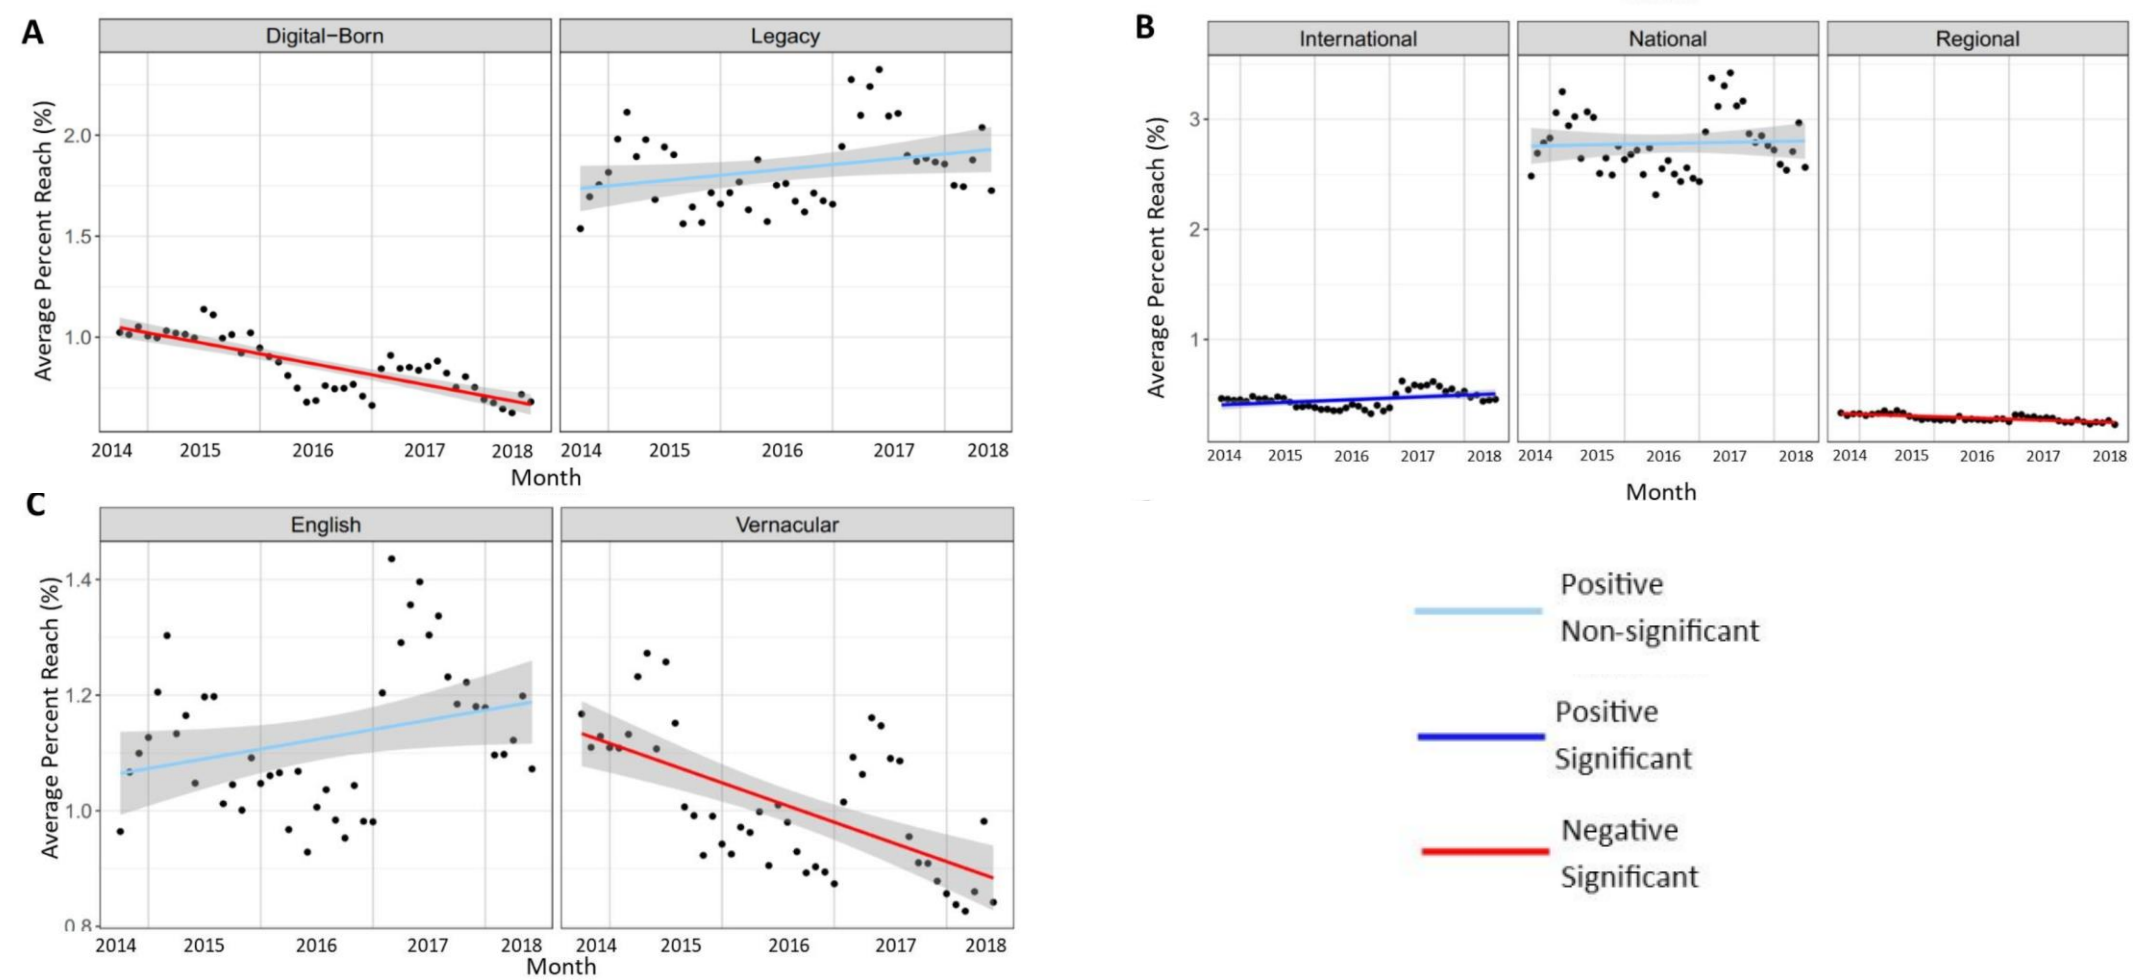 A
Digital−Born
Legacy
Average Percent Reach (%)
2.0
1.5
1.0
2014 2015 2016 2017 2018
2014 2015 2016 2017 2018
Month
B
International
National
Regional
Average Percent Reach (%)
3
2
1
2014 2015 2016 2017 2018
2014 2015 2016 2017 2018
2014 2015 2016 2017 2018
Month
C
English
Vernacular
Average Percent Reach (%)
1.4
1.2
1.0
0.8
2014 2015 2016 2017 2018
2014 2015 2016 2017 2018
Month
Positive
Non-significant
Positive
Significant
Negative
Significant